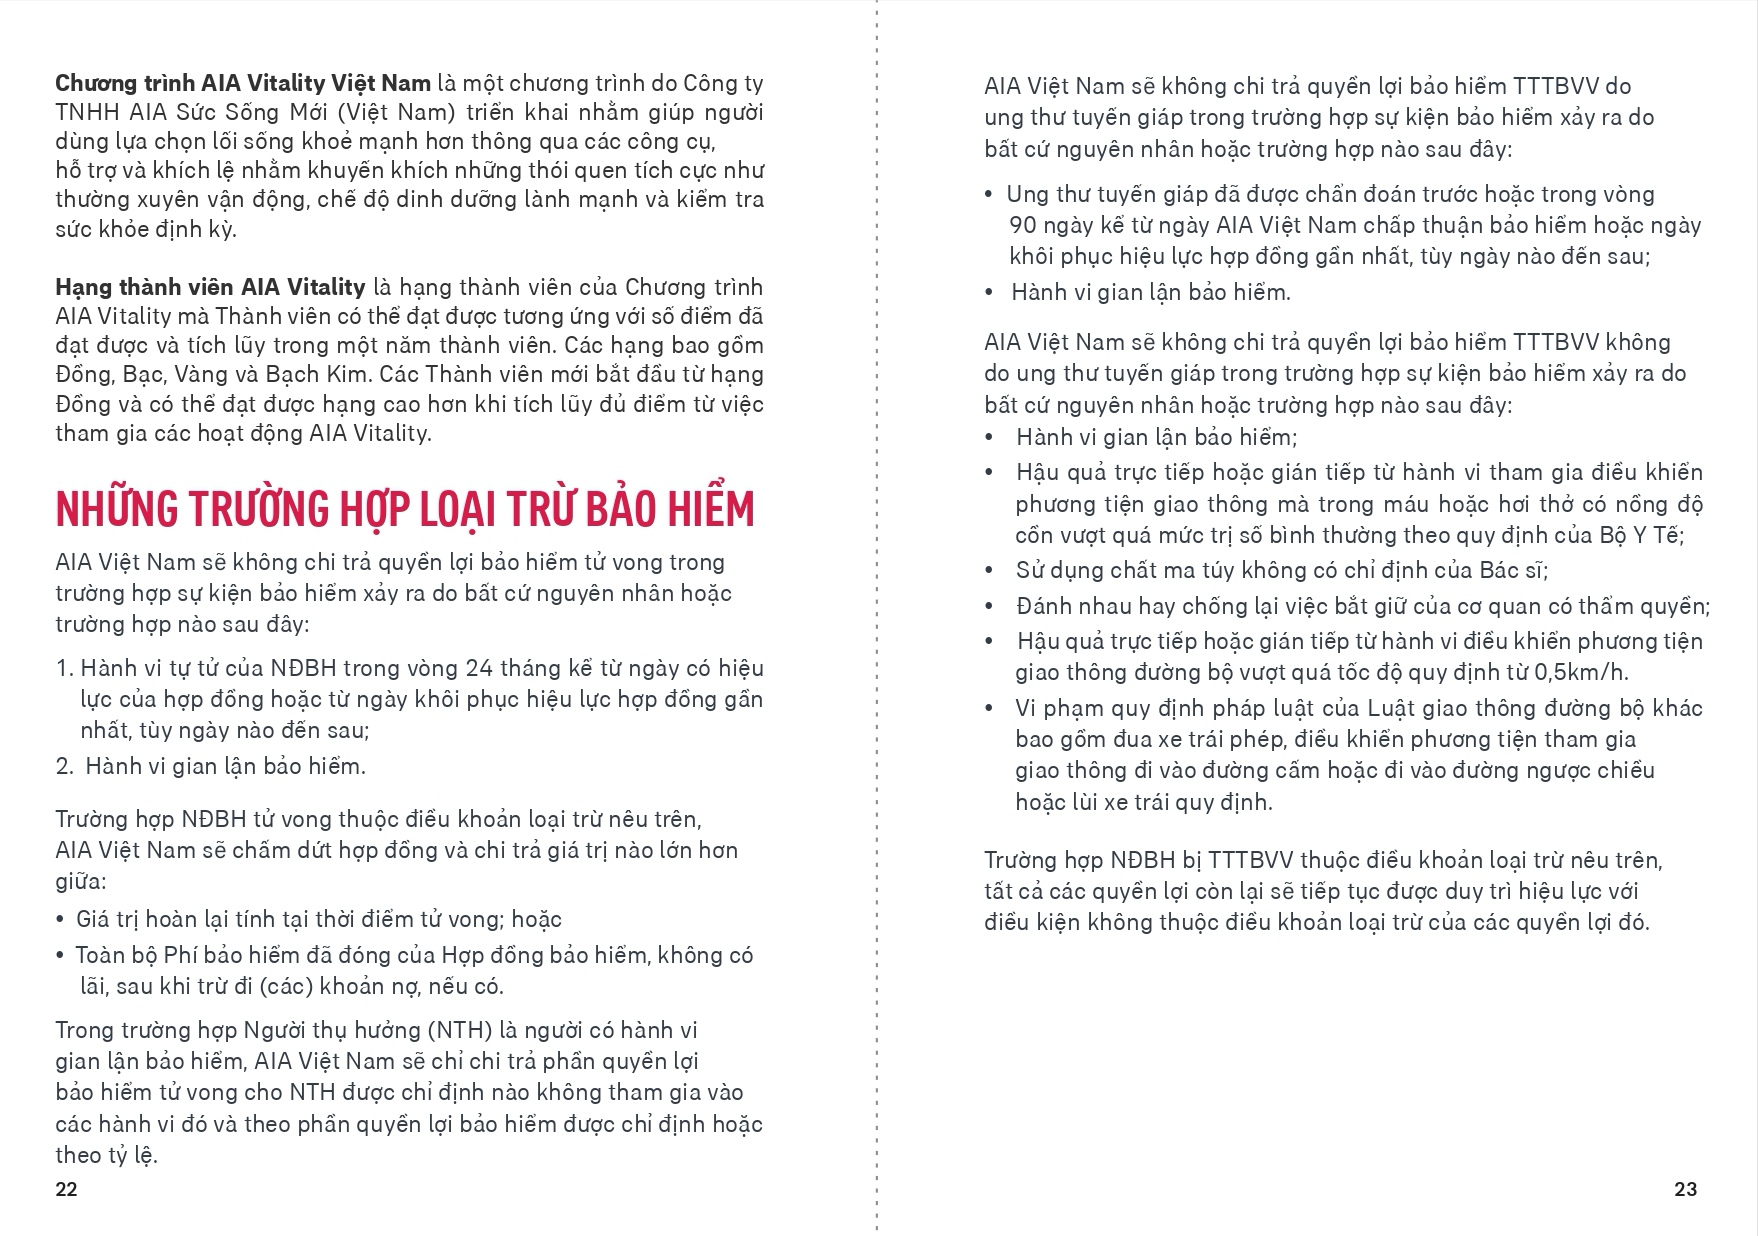 Chương trình AIA Vitality Việt Nam là một chương trình do Công ty
TNHH AIA Sức Sống Mới (Việt Nam) triển khai nhằm giúp người
dùng lựa chọn lối sống khoẻ mạnh hơn thông qua các công cụ,
hỗ trợ và khích lệ nhằm khuyến khích những thói quen tích cực như
thường xuyên vận động, chế độ dinh dưỡng lành mạnh và kiểm tra
sức khỏe định kỳ.
Hạng thành viên AIA Vitality là hạng thành viên của Chương trình
AIA Vitality mà Thành viên có thể đạt được tương ứng với số điểm đã
đạt được và tích lũy trong một năm thành viên. Các hạng bao gồm
Đồng, Bạc, Vàng và Bạch Kim. Các Thành viên mới bắt đầu từ hạng
Đồng và có thể đạt được hạng cao hơn khi tích lũy đủ điểm từ việc
tham gia các hoạt động AIA Vitality.
NHỮNG TRƯỜNG HỢP LOẠI TRỪ BẢO HIỂM
AIA Việt Nam sẽ không chi trả quyền lợi bảo hiểm tử vong trong
trường hợp sự kiện bảo hiểm xảy ra do bất cứ nguyên nhân hoặc
trường hợp nào sau đây:
1. Hành vi tự tử của NĐBH trong vòng 24 tháng kể từ ngày có hiệu
lực của hợp đồng hoặc từ ngày khôi phục hiệu lực hợp đồng gần
nhất, tùy ngày nào đến sau;
2. Hành vi gian lận bảo hiểm.
Trường hợp NĐBH tử vong thuộc điều khoản loại trừ nêu trên,
AIA Việt Nam sẽ chấm dứt hợp đồng và chi trả giá trị nào lớn hơn
giữa:
• Giá trị hoàn lại tính tại thời điểm tử vong; hoặc
• Toàn bộ Phí bảo hiểm đã đóng của Hợp đồng bảo hiểm, không có
lãi, sau khi trừ đi (các) khoản nợ, nếu có.
Trong trường hợp Người thụ hưởng (NTH) là người có hành vi
gian lận bảo hiểm, AIA Việt Nam sẽ chỉ chi trả phần quyền lợi
bảo hiểm tử vong cho NTH được chỉ định nào không tham gia vào
các hành vi đó và theo phần quyền lợi bảo hiểm được chỉ định hoặc
theo tỷ lệ.
22
AIA Việt Nam sẽ không chi trả quyền lợi bảo hiểm TTTBVV do
ung thư tuyến giáp trong trường hợp sự kiện bảo hiểm xảy ra do
bất cứ nguyên nhân hoặc trường hợp nào sau đây:
• Ung thư tuyến giáp đã được chẩn đoán trước hoặc trong vòng
90 ngày kể từ ngày AIA Việt Nam chấp thuận bảo hiểm hoặc ngày
khôi phục hiệu lực hợp đồng gần nhất, tùy ngày nào đến sau;
• Hành vi gian lận bảo hiểm.
AIA Việt Nam sẽ không chi trả quyền lợi bảo hiểm TTTBVV không
do ung thư tuyến giáp trong trường hợp sự kiện bảo hiểm xảy ra do
bất cứ nguyên nhân hoặc trường hợp nào sau đây:
• Hành vi gian lận bảo hiểm;
• Hậu quả trực tiếp hoặc gián tiếp từ hành vi tham gia điều khiển
phương tiện giao thông mà trong máu hoặc hơi thở có nồng độ
cồn vượt quá mức trị số bình thường theo quy định của Bộ Y Tế;
• Sử dụng chất ma túy không có chỉ định của Bác sĩ;
• Đánh nhau hay chống lại việc bắt giữ của cơ quan có thẩm quyền;
• Hậu quả trực tiếp hoặc gián tiếp từ hành vi điều khiển phương tiện
giao thông đường bộ vượt quá tốc độ quy định từ 0,5km/h.
• Vi phạm quy định pháp luật của Luật giao thông đường bộ khác
bao gồm đua xe trái phép, điều khiển phương tiện tham gia
giao thông đi vào đường cấm hoặc đi vào đường ngược chiều
hoặc lùi xe trái quy định.
Trường hợp NĐBH bị TTTBVV thuộc điều khoản loại trừ nêu trên,
tất cả các quyền lợi còn lại sẽ tiếp tục được duy trì hiệu lực với
điều kiện không thuộc điều khoản loại trừ của các quyền lợi đó.
23